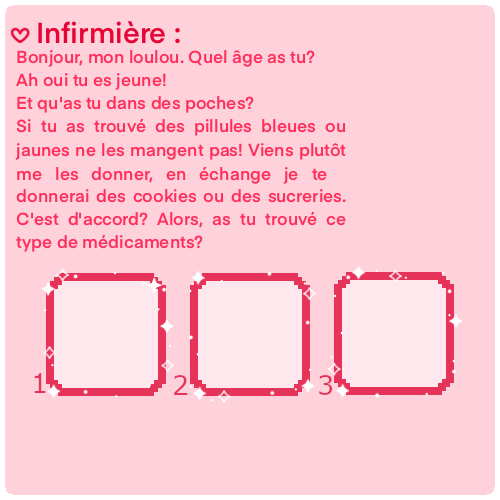 Infirmière :
Bonjour, mon loulou. Quel âge as tu?
Ah oui tu es jeune!
Et qu'as tu dans des poches?
Si tu as trouvé des pillules bleues ou
jaunes ne les mangent pas! Viens plutôt
me les donner, en échange je te
donnerai des cookies ou des sucreries.
C'est d'accord? Alors, as tu trouvé ce
type de médicaments?
1 2 3